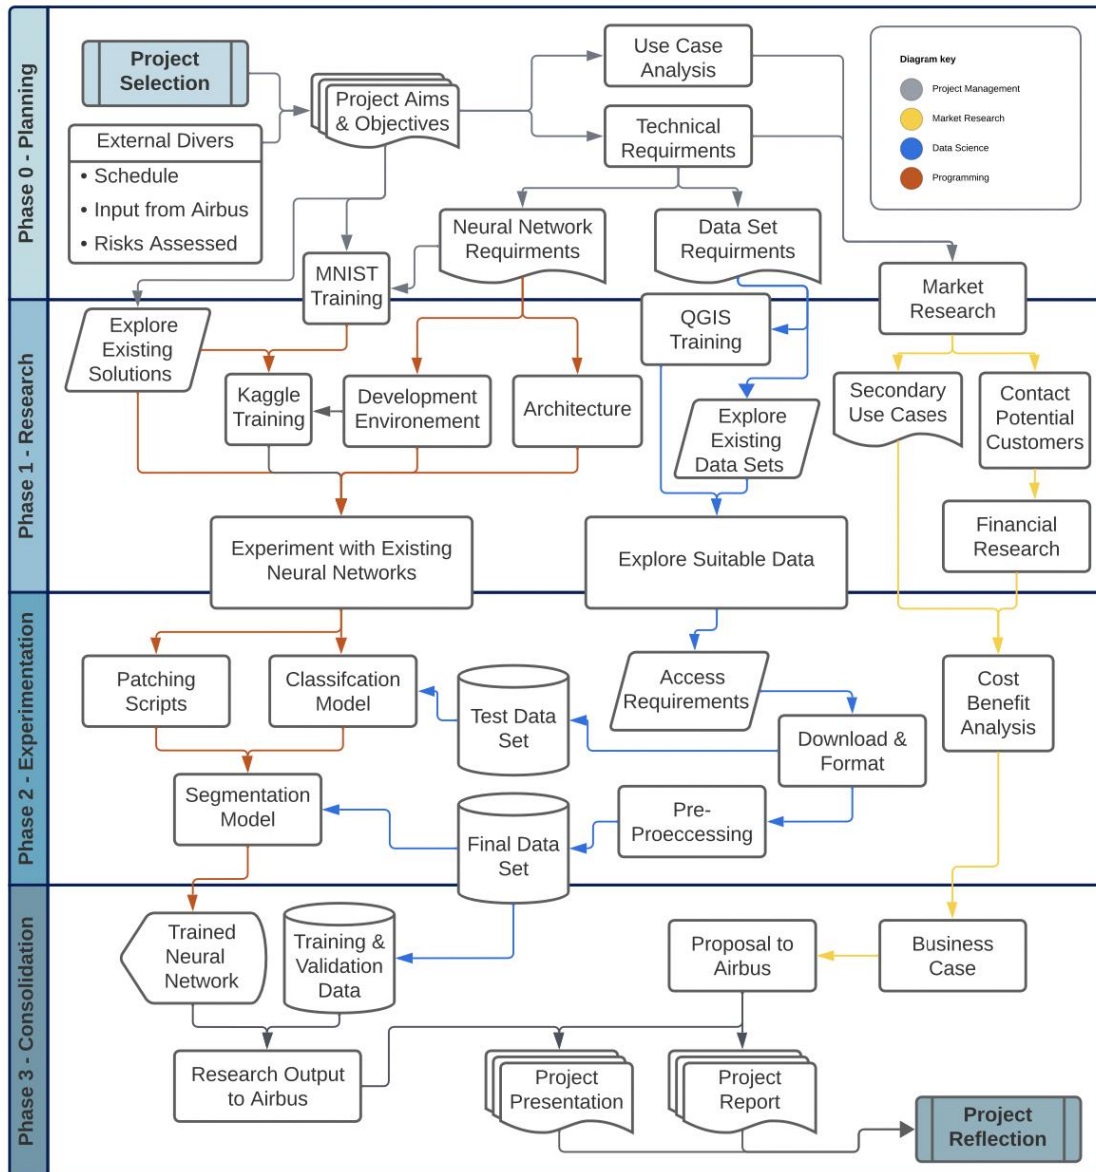 Phase 0 - Planning
Project
Selection
External Divers
• Schedule
• Input from Airbus
• Risks Assessed
Project Aims
& Objectives
Use Case
Analysis
Technical
Requirments
Diagram key
Project Management
Market Research
Data Science
Programming
Neural Network
Requirments
Data Set
Requirments
MNIST
Training
Market
Research
Phase 1 - Research
Explore
Existing
Solutions
Kaggle
Training
Development
Environement
Architecture
QGIS
Training
Explore
Existing
Data Sets
Secondary
Use Cases
Contact
Potential
Customers
Experiment with Existing
Neural Networks
Explore Suitable Data
Financial
Research
Phase 2 - Experimentation
Patching
Scripts
Classifcation
Model
Test Data
Set
Access
Requirements
Download &
Format
Cost
Benefit
Analysis
Segmentation
Model
Final Data
Set
Pre-
Proeccessing
Phase 3 - Consolidation
Trained
Neural
Network
Training &
Validation
Data
Proposal to
Airbus
Business
Case
Research Output
to Airbus
Project
Presentation
Project
Report
Project
Reflection